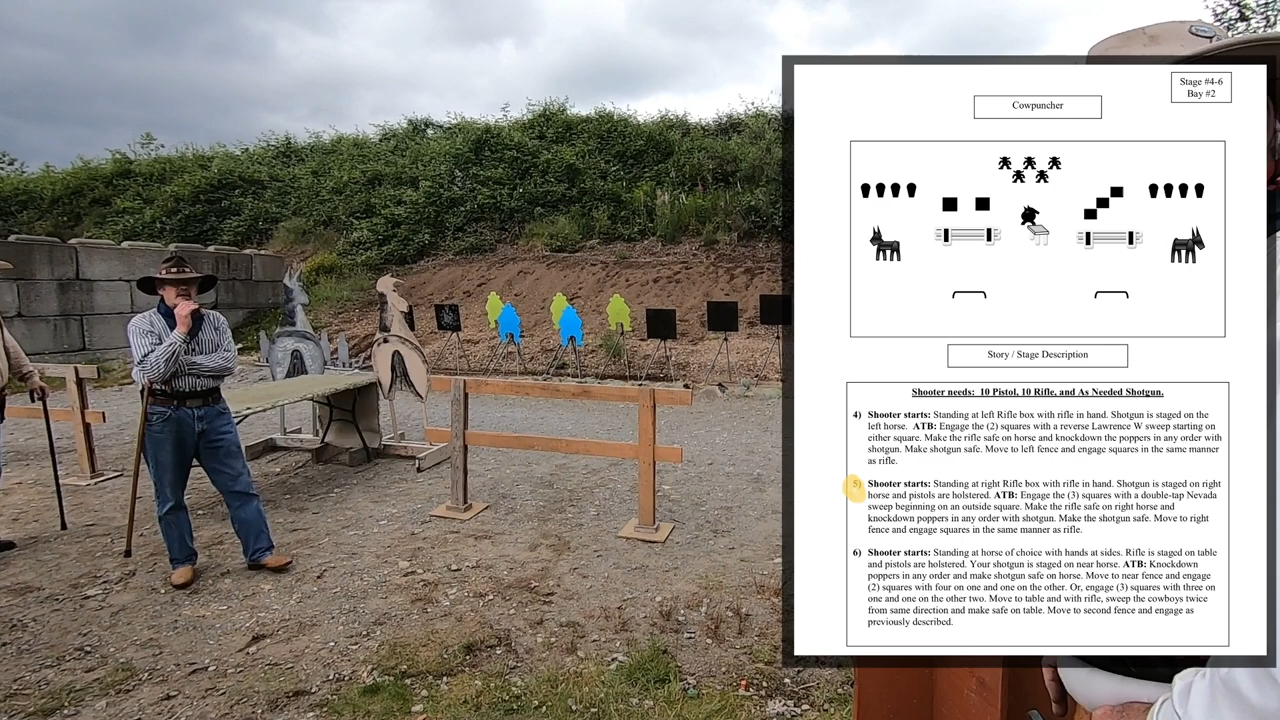 Stage #4-6
Bay #2
Cowpuncher
Story / Stage Description
Shooter needs:  10 Pistol, 10 Rifle, and As Needed Shotgun.
4) Shooter starts: Standing at left Rifle box with rifle in hand. Shotgun is staged on the
left horse.  ATB: Engage the (2) squares with a reverse Lawrence W sweep starting on
either square. Make the rifle safe on horse and knockdown the poppers in any order with
shotgun. Make shotgun safe. Move to left fence and engage squares in the same manner
as rifle.
5) Shooter starts: Standing at right Rifle box with rifle in hand. Shotgun is staged on right
horse and pistols are holstered. ATB: Engage the (3) squares with a double-tap Nevada
sweep beginning on an outside square. Make the rifle safe on right horse and
knockdown poppers in any order with shotgun. Make the shotgun safe. Move to right
fence and engage squares in the same manner as rifle.
6) Shooter starts: Standing at horse of choice with hands at sides. Rifle is staged on table
and pistols are holstered. Your shotgun is staged on near horse. ATB: Knockdown
poppers in any order and make shotgun safe on horse. Move to near fence and engage
(2) squares with four on one and one on the other. Or, engage (3) squares with three on
one and one on the other two. Move to table and with rifle, sweep the cowboys twice
from same direction and make safe on table. Move to second fence and engage as
previously described.